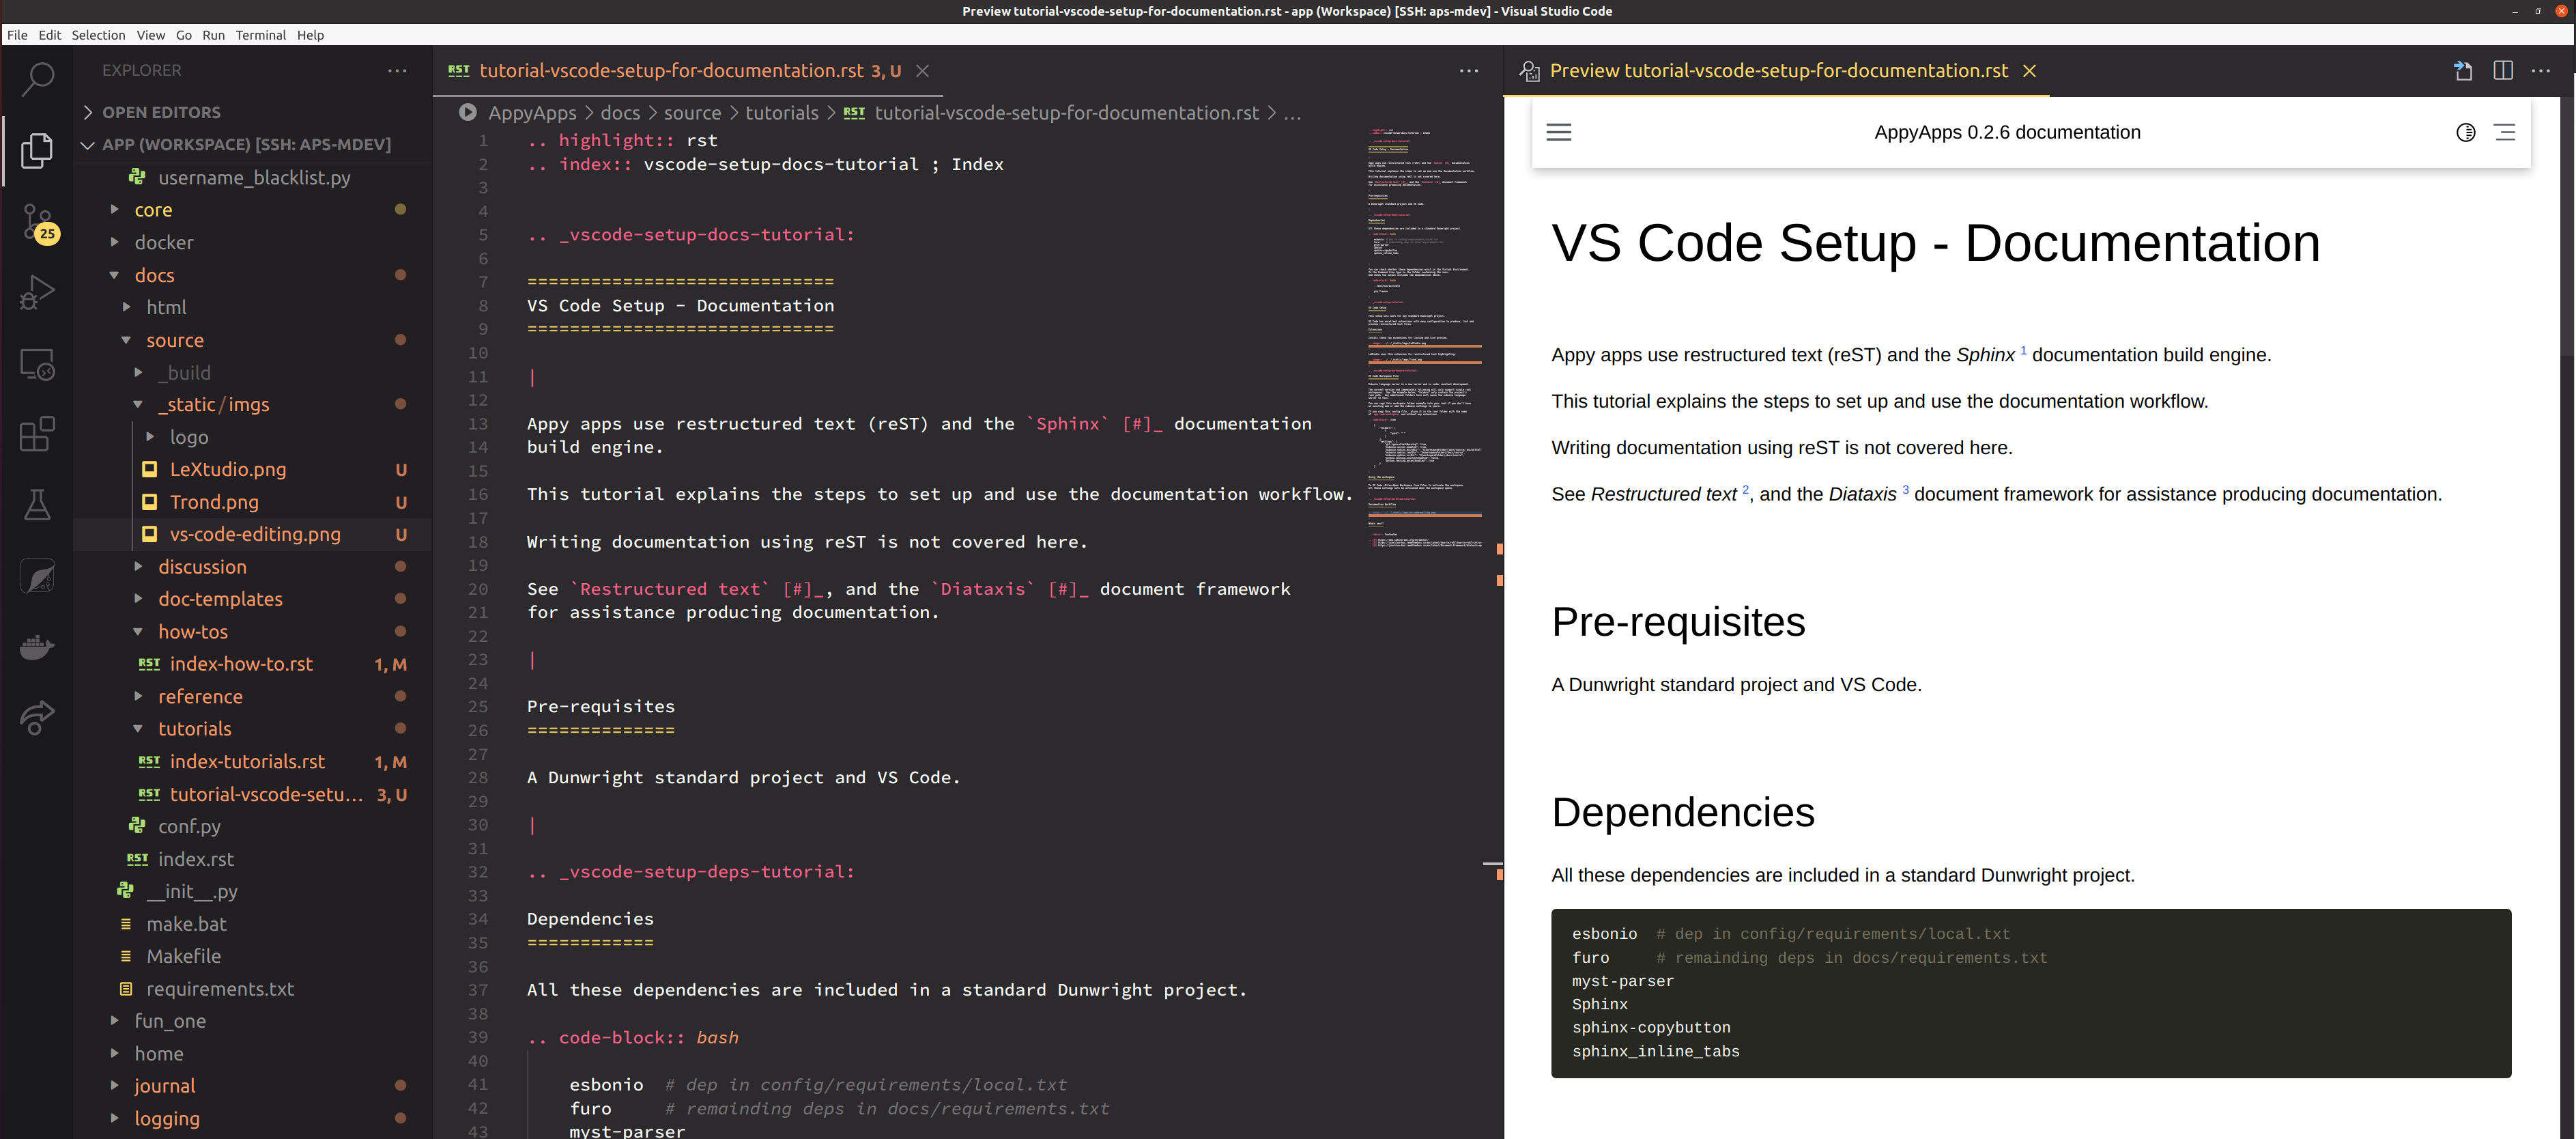 Preview tutorial-vscode-setup-for-documentation.rst - app (Workspace) [SSH: aps-mdev] - Visual Studio Code
File Edit Selection View Go Run Terminal Help
EXPLORER
OPEN EDITORS
APP (WORKSPACE) [SSH: APS-MDEV]
username_blacklist.py
core
docker
docs
html
source
_build
_static/imgs
logo
LeXtudio.png U
Trond.png U
vs-code-editing.png U
discussion
doc-templates
how-tos
RST index-how-to.rst 1, M
reference
tutorials
RST index-tutorials.rst 1, M
RST tutorial-vscode-setu... 3, U
conf.py
RST index.rst
__init__.py
make.bat
Makefile
requirements.txt
fun_one
home
journal
logging
25
RST tutorial-vscode-setup-for-documentation.rst 3, U
AppyApps > docs > source > tutorials > RST tutorial-vscode-setup-for-documentation.rst > ...
1 .. highlight:: rst
2 .. index:: vscode-setup-docs-tutorial ; Index
3
4
5 .. _vscode-setup-docs-tutorial:
6
7 =============================
8 VS Code Setup - Documentation
9 =============================
10
11 |
12
13 Appy apps use restructured text (reST) and the `Sphinx` [#]_ documentation
14 build engine.
15
16 This tutorial explains the steps to set up and use the documentation workflow.
17
18 Writing documentation using reST is not covered here.
19
20 See `Restructured text` [#]_, and the `Diataxis` [#]_ document framework
21 for assistance producing documentation.
22
23 |
24
25 Pre-requisites
26 ==============
27
28 A Dunwright standard project and VS Code.
29
30 |
31
32 .. _vscode-setup-deps-tutorial:
33
34 Dependencies
35 ============
36
37 All these dependencies are included in a standard Dunwright project.
38
39 .. code-block:: bash
40
41 esbonio # dep in config/requirements/local.txt
42 furo # remainding deps in docs/requirements.txt
43 myst-parser
Preview tutorial-vscode-setup-for-documentation.rst
AppyApps 0.2.6 documentation
VS Code Setup - Documentation
Appy apps use restructured text (reST) and the Sphinx 1 documentation build engine.
This tutorial explains the steps to set up and use the documentation workflow.
Writing documentation using reST is not covered here.
See Restructured text 2, and the Diataxis 3 document framework for assistance producing documentation.
Pre-requisites
A Dunwright standard project and VS Code.
Dependencies
All these dependencies are included in a standard Dunwright project.
esbonio # dep in config/requirements/local.txt
furo # remainding deps in docs/requirements.txt
myst-parser
Sphinx
sphinx-copybutton
sphinx_inline_tabs